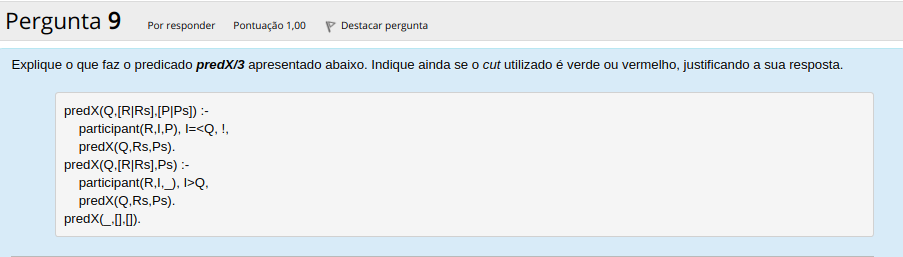 Pergunta 9 Por responder Pontuação 1,00 Destacar pergunta
Explique o que faz o predicado predX/3 apresentado abaixo. Indique ainda se o cut utilizado é verde ou vermelho, justificando a sua resposta.
predX(Q,[R|Rs],[P|Ps]) :-
participant(R,I,P), I=<Q, !,
predX(Q,Rs,Ps).
predX(Q,[R|Rs],Ps) :-
participant(R,I,_), I>Q,
predX(Q,Rs,Ps).
predX(_,[],[]).